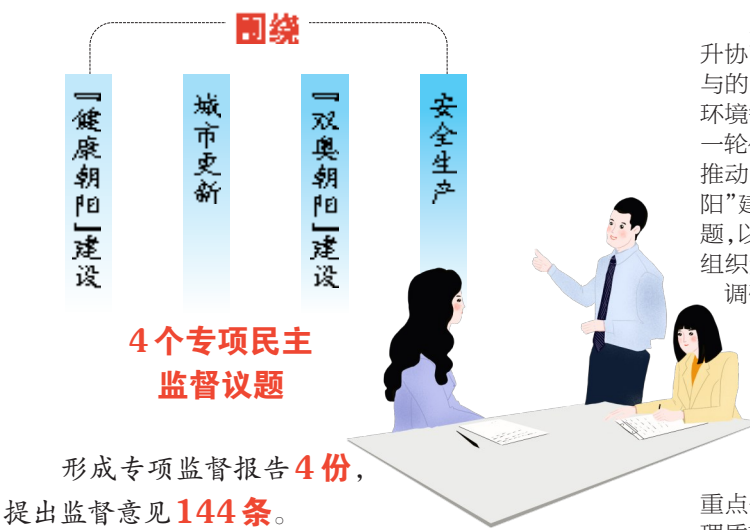 围绕
『健康朝阳』建设
城市更新
『双奥朝阳』建设
安全生产
4个专项民主
监督议题
形成专项监督报告4份，
提出监督意见144条。
升协
与的
环境
一轮
推动
阳”建
题，以
组织
调
重点